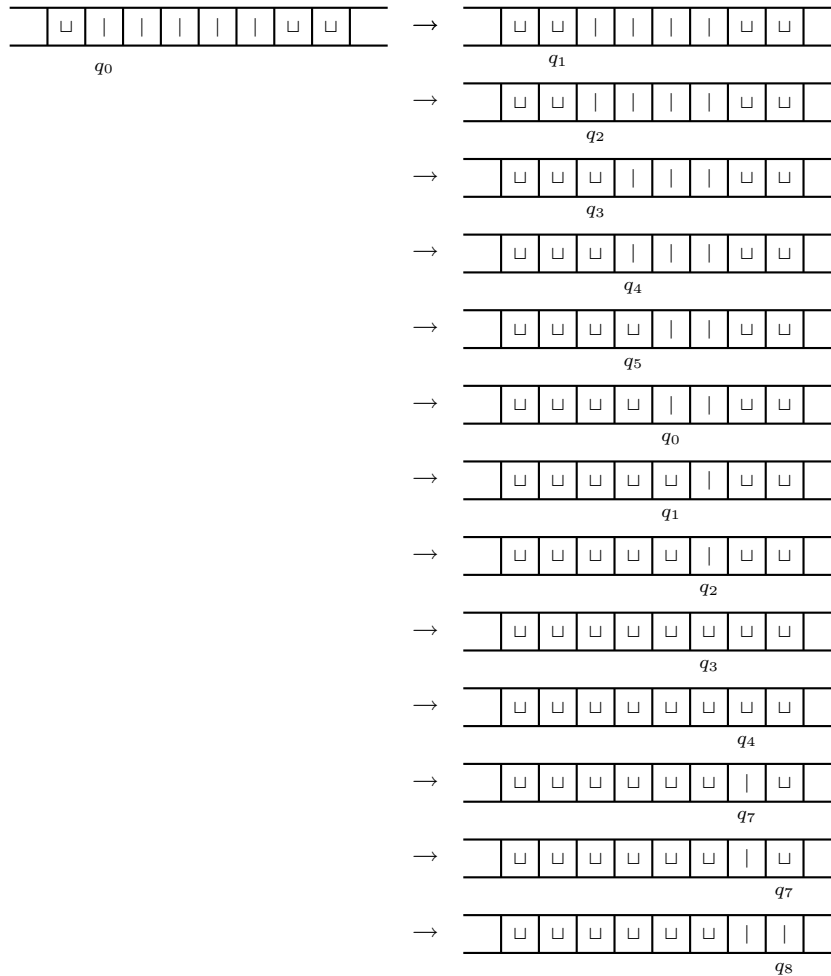 ⊔ | | | | | ⊔ ⊔ → ⊔ ⊔ | | | | ⊔ ⊔
q₀ q₁
→ ⊔ ⊔ | | | | ⊔ ⊔
q₂
→ ⊔ ⊔ ⊔ | | | ⊔ ⊔
q₃
→ ⊔ ⊔ ⊔ | | | ⊔ ⊔
q₄
→ ⊔ ⊔ ⊔ ⊔ | | ⊔ ⊔
q₅
→ ⊔ ⊔ ⊔ ⊔ | | ⊔ ⊔
q₀
→ ⊔ ⊔ ⊔ ⊔ ⊔ | ⊔ ⊔
q₁
→ ⊔ ⊔ ⊔ ⊔ ⊔ | ⊔ ⊔
q₂
→ ⊔ ⊔ ⊔ ⊔ ⊔ ⊔ ⊔ ⊔
q₃
→ ⊔ ⊔ ⊔ ⊔ ⊔ ⊔ ⊔ ⊔
q₄
→ ⊔ ⊔ ⊔ ⊔ ⊔ ⊔ | ⊔
q₇
→ ⊔ ⊔ ⊔ ⊔ ⊔ ⊔ | ⊔
q₇
→ ⊔ ⊔ ⊔ ⊔ ⊔ ⊔ | |
q₈